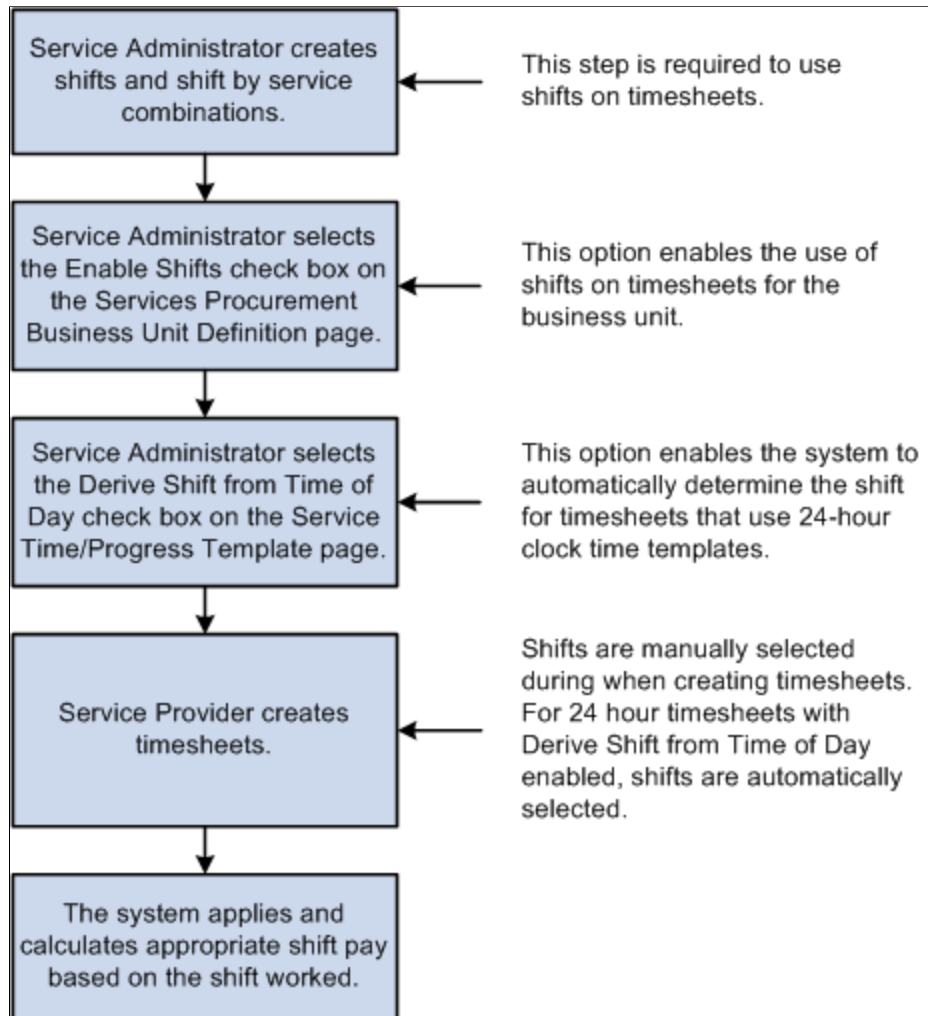 Service Administrator creates
shifts and shift by service
combinations.
This step is required to use
shifts on timesheets.
Service Administrator selects
the Enable Shifts check box on
the Services Procurement
Business Unit Definition page.
This option enables the use of
shifts on timesheets for the
business unit.
Service Administrator selects
the Derive Shift from Time of
Day check box on the Service
Time/Progress Template page.
This option enables the system to
automatically determine the shift
for timesheets that use 24-hour
clock time templates.
Service Provider creates
timesheets.
Shifts are manually selected
during when creating timesheets.
For 24 hour timesheets with
Derive Shift from Time of Day
enabled, shifts are automatically
selected.
The system applies and
calculates appropriate shift pay
based on the shift worked.